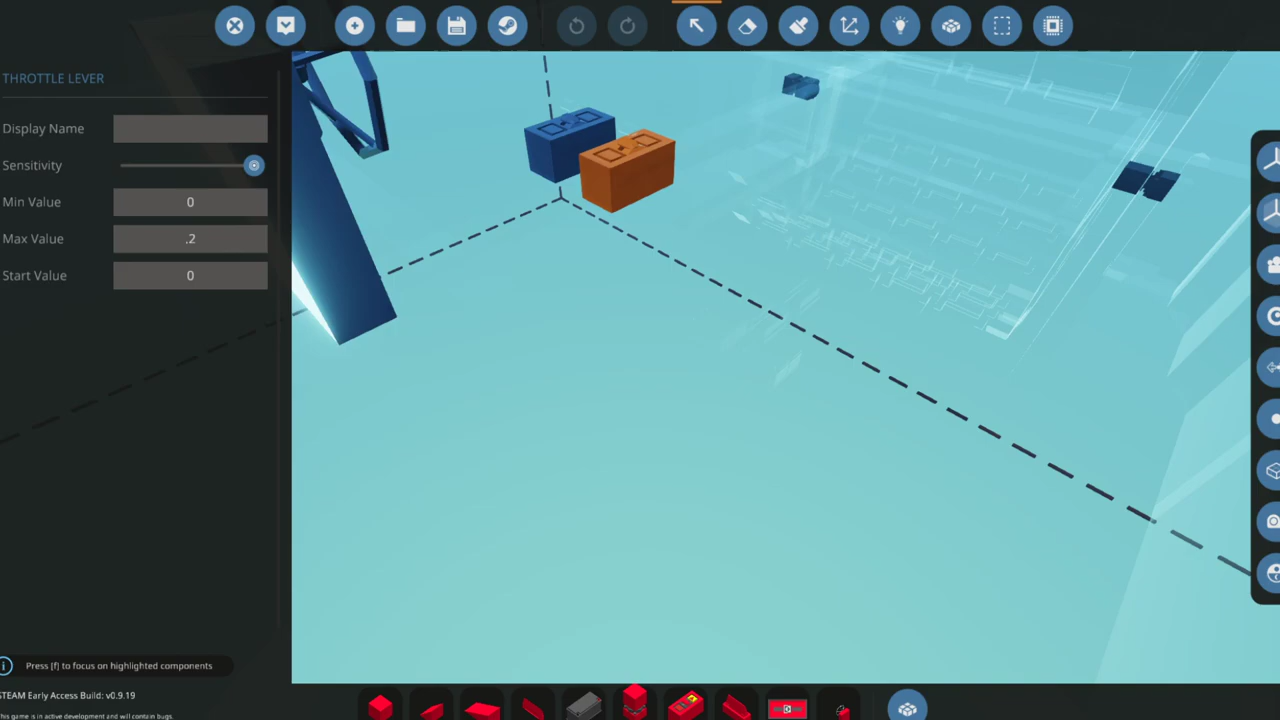 THROTTLE LEVER
Display Name
Sensitivity
Min Value 0
Max Value .2
Start Value 0
Press [f] to focus on highlighted components
STEAM Early Access Build: v0.9.19
This game is in active development and will contain bugs.